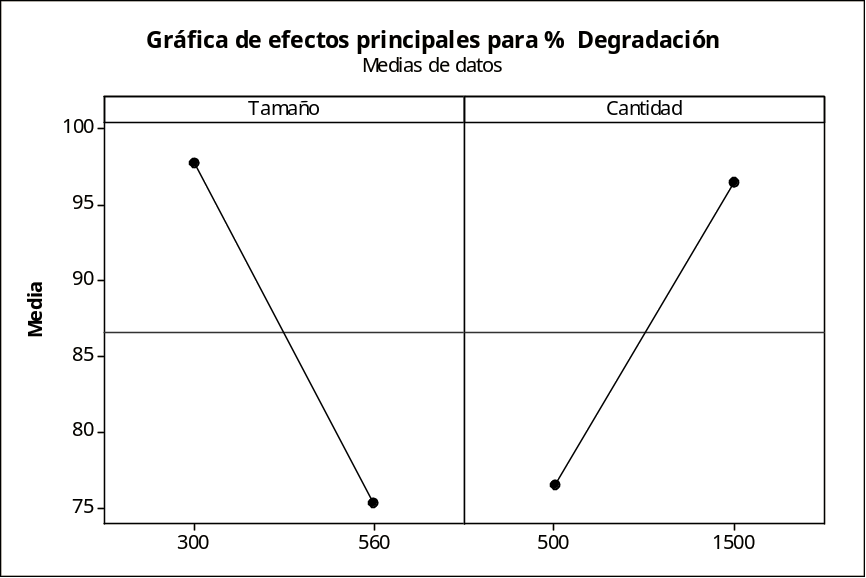 Gráfica de efectos principales para %  Degradación
Medias de datos
Tamaño
Cantidad
Media
100
95
90
85
80
75
300
560
500
1500